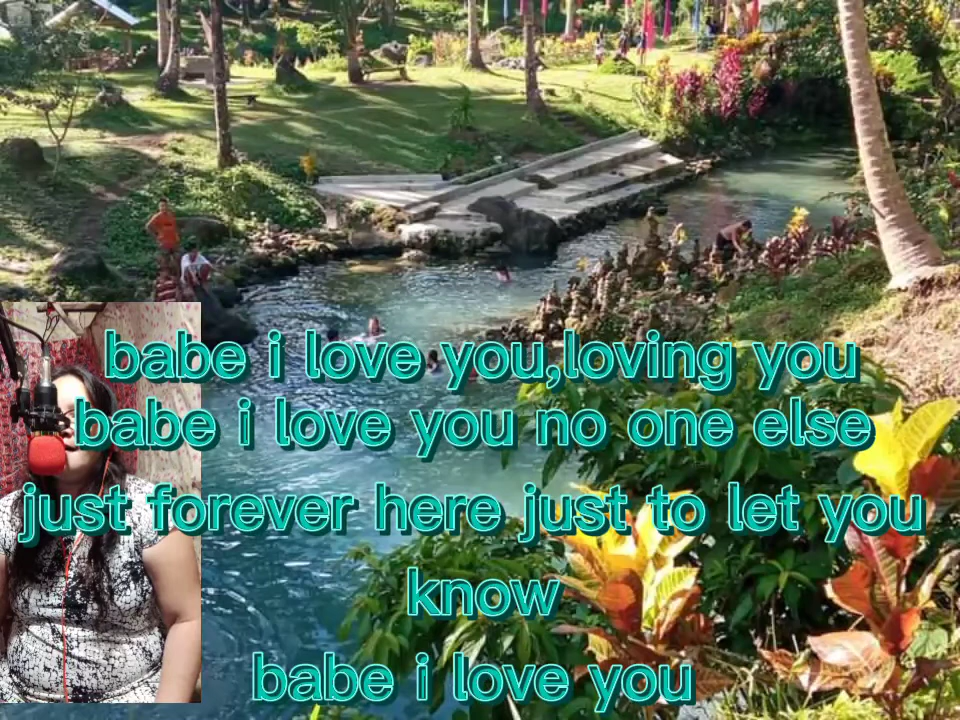 babe i love you,loving you
babe i love you no one else
just forever here just to let you
know
babe i love you